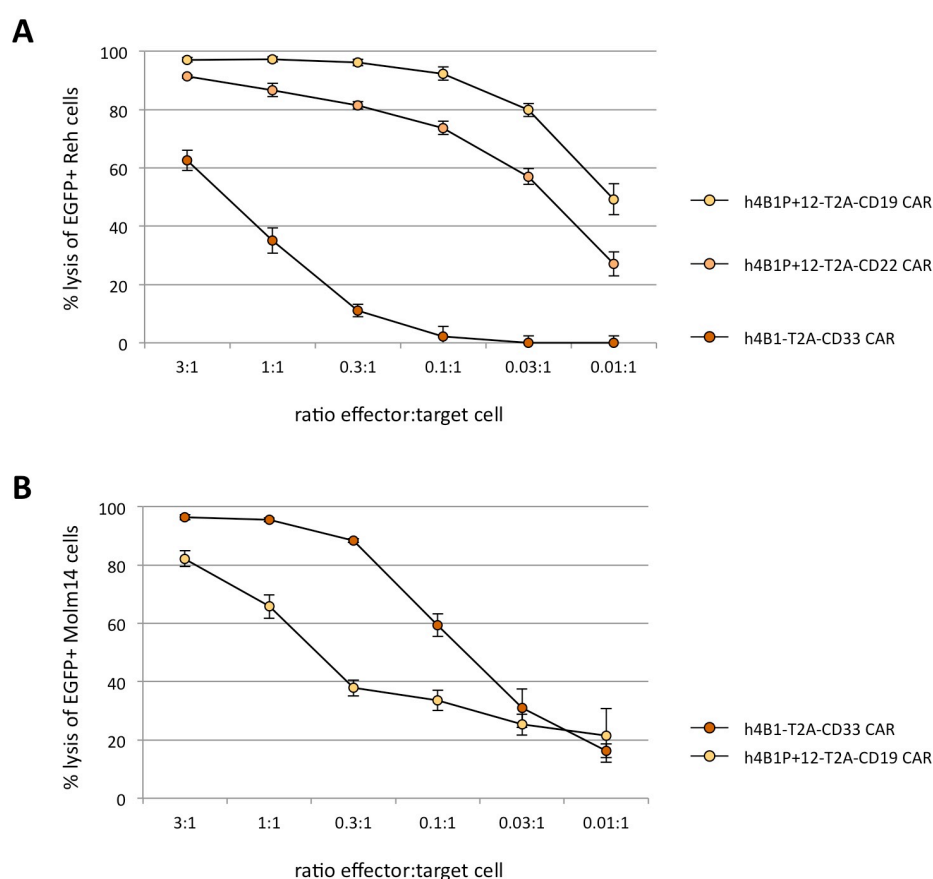 A
% lysis of EGFP+ Reh cells
100
80
60
40
20
0
3:1 1:1 0.3:1 0.1:1 0.03:1 0.01:1
ratio effector:target cell
h4B1P+12-T2A-CD19 CAR
h4B1P+12-T2A-CD22 CAR
h4B1-T2A-CD33 CAR
B
% lysis of EGFP+ Molm14 cells
100
80
60
40
20
0
3:1 1:1 0.3:1 0.1:1 0.03:1 0.01:1
ratio effector:target cell
h4B1-T2A-CD33 CAR
h4B1P+12-T2A-CD19 CAR